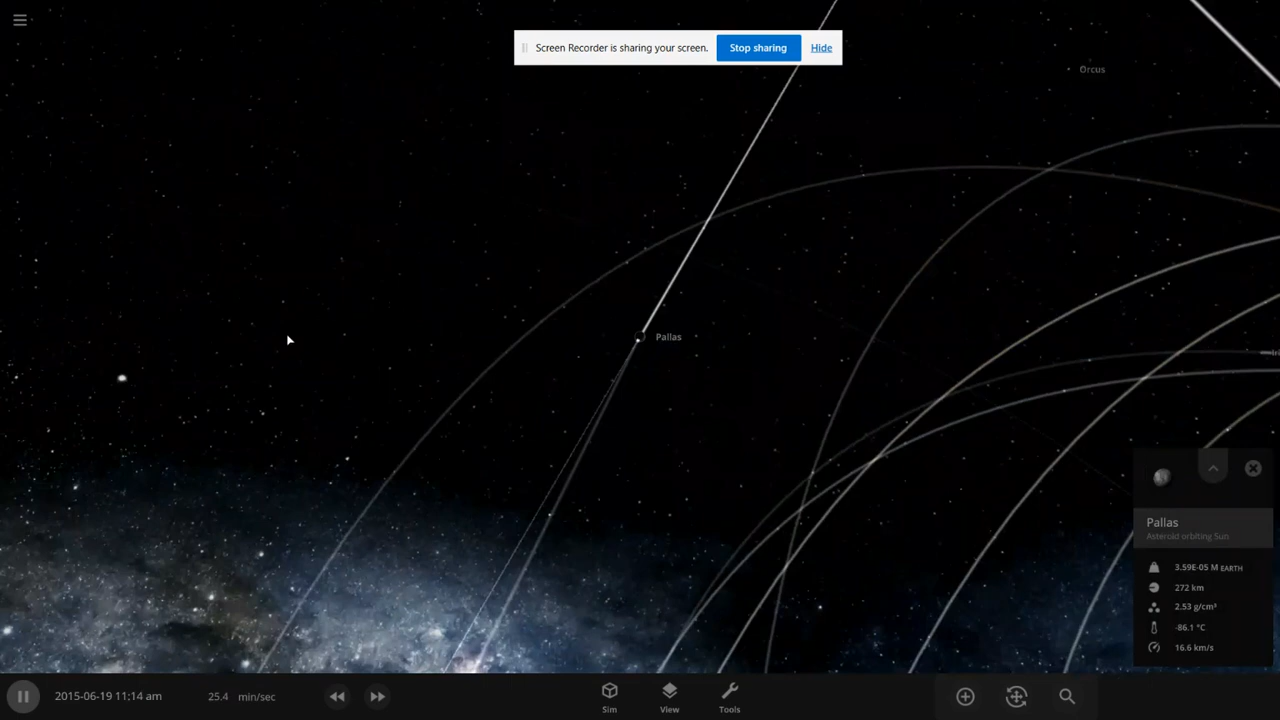 Screen Recorder is sharing your screen. Stop sharing Hide
Orcus
Pallas
Pallas
Asteroid orbiting Sun
3.59E-05 M EARTH
272 km
2.53 g/cm³
-86.1 °C
16.6 km/s
2015-06-19 11:14 am 25.4 min/sec
Sim View Tools